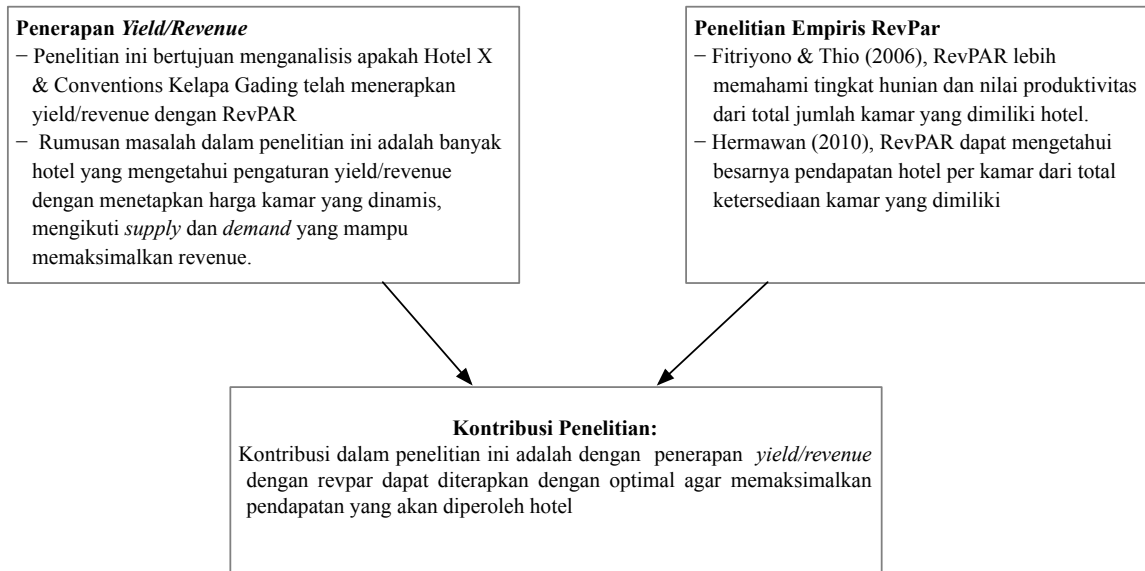 Penerapan Yield/Revenue
− Penelitian ini bertujuan menganalisis apakah Hotel X
& Conventions Kelapa Gading telah menerapkan
yield/revenue dengan RevPAR
− Rumusan masalah dalam penelitian ini adalah banyak
hotel yang mengetahui pengaturan yield/revenue
dengan menetapkan harga kamar yang dinamis,
mengikuti supply dan demand yang mampu
memaksimalkan revenue.
Penelitian Empiris RevPar
− Fitriyono & Thio (2006), RevPAR lebih
memahami tingkat hunian dan nilai produktivitas
dari total jumlah kamar yang dimiliki hotel.
− Hermawan (2010), RevPAR dapat mengetahui
besarnya pendapatan hotel per kamar dari total
ketersediaan kamar yang dimiliki
Kontribusi Penelitian:
Kontribusi dalam penelitian ini adalah dengan penerapan yield/revenue
dengan revpar dapat diterapkan dengan optimal agar memaksimalkan
pendapatan yang akan diperoleh hotel